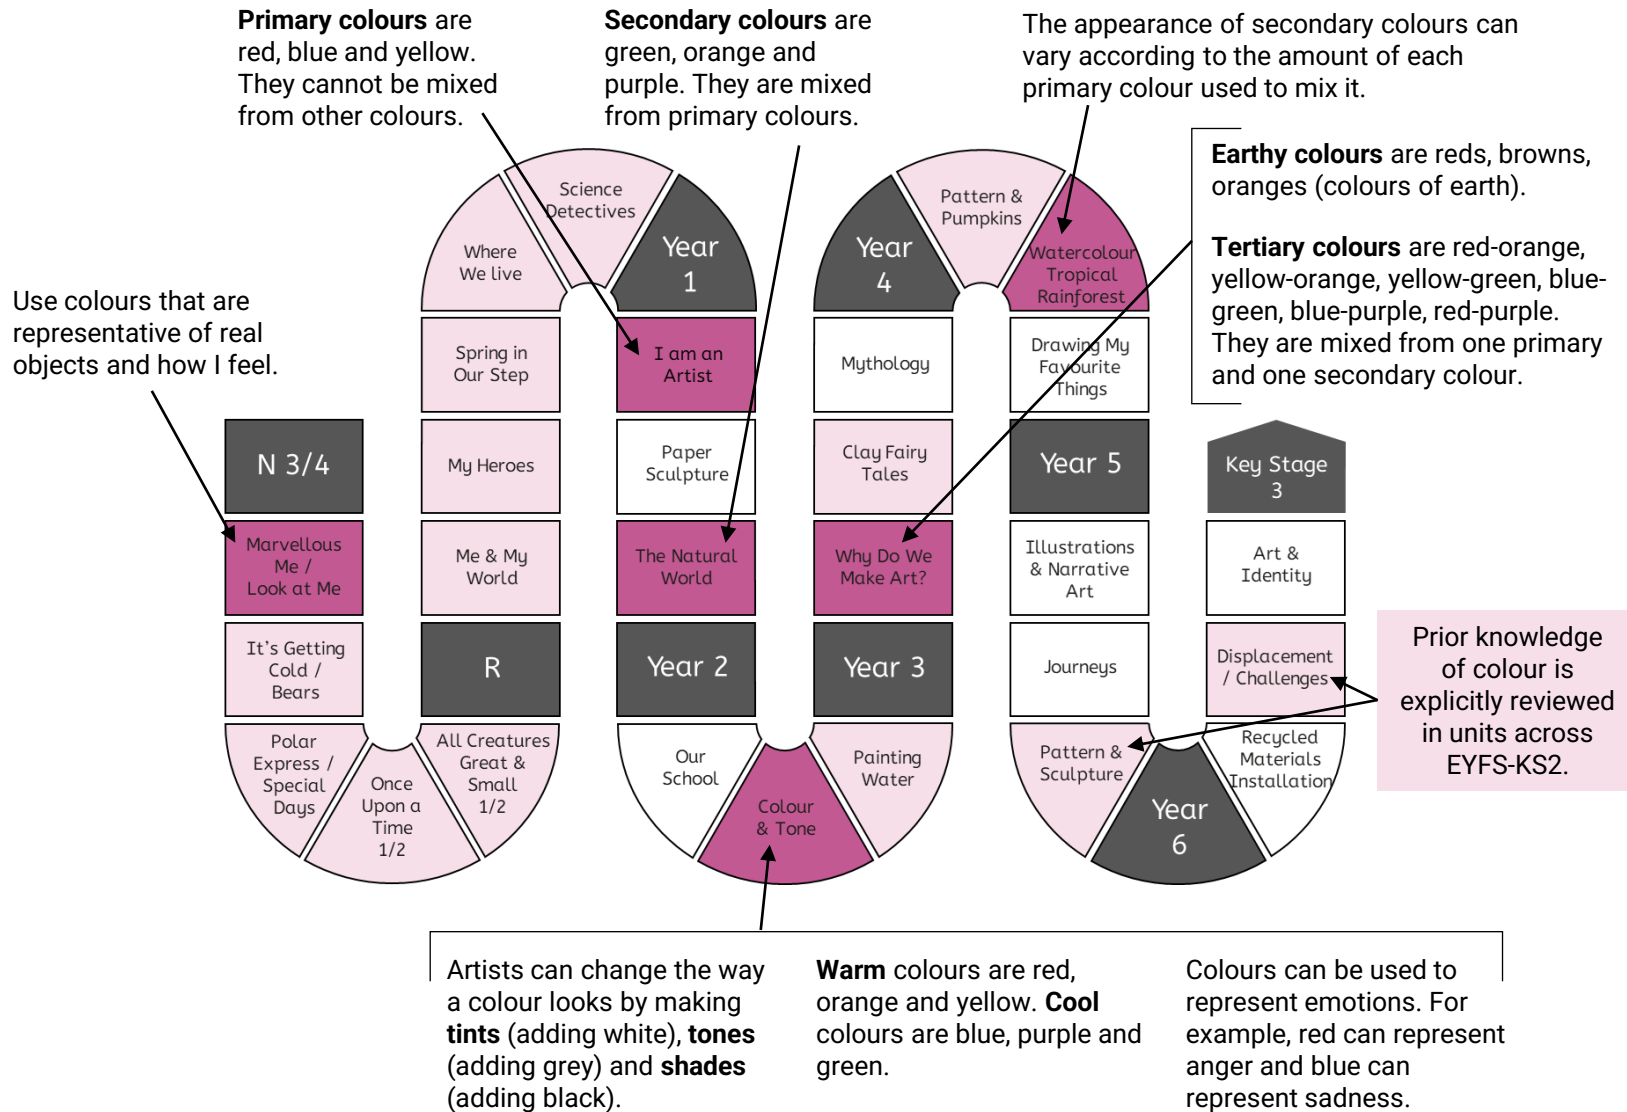 Primary colours are
red, blue and yellow.
They cannot be mixed
from other colours.
Secondary colours are
green, orange and
purple. They are mixed
from primary colours.
The appearance of secondary colours can
vary according to the amount of each
primary colour used to mix it.
Earthy colours are reds, browns,
oranges (colours of earth).
Tertiary colours are red-orange,
yellow-orange, yellow-green, blue-
green, blue-purple, red-purple.
They are mixed from one primary
and one secondary colour.
Use colours that are
representative of real
objects and how I feel.
N 3/4
Marvellous
Me /
Look at Me
It's Getting
Cold /
Bears
Polar
Express /
Special
Days
Once
Upon a
Time
1/2
All Creatures
Great &
Small
1/2
R
Me & My
World
My Heroes
Spring in
Our Step
Where
We live
Science
Detectives
Year
1
I am an
Artist
Paper
Sculpture
The Natural
World
Year 2
Our
School
Colour
& Tone
Painting
Water
Year 3
Why Do We
Make Art?
Clay Fairy
Tales
Mythology
Year
4
Pattern &
Pumpkins
Watercolour
Tropical
Rainforest
Drawing My
Favourite
Things
Year 5
Illustrations
& Narrative
Art
Journeys
Pattern &
Sculpture
Year
6
Recycled
Materials
Installation
Displacement
/ Challenges
Art &
Identity
Key Stage
3
Prior knowledge
of colour is
explicitly reviewed
in units across
EYFS-KS2.
Artists can change the way
a colour looks by making
tints (adding white), tones
(adding grey) and shades
(adding black).
Warm colours are red,
orange and yellow. Cool
colours are blue, purple and
green.
Colours can be used to
represent emotions. For
example, red can represent
anger and blue can
represent sadness.